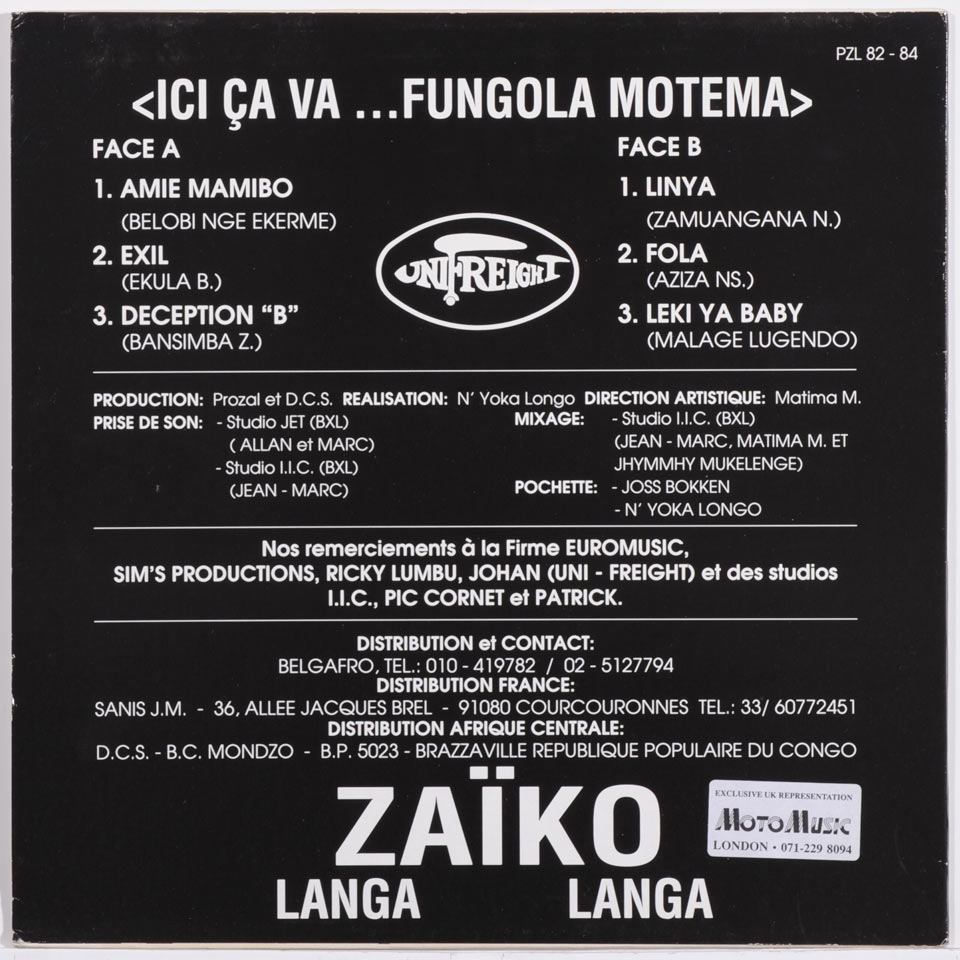 PZL 82 - 84
<ICI ÇA VA ...FUNGOLA MOTEMA>
FACE A
1. AMIE MAMIBO
(BELOBI NGE EKERME)
2. EXIL
(EKULA B.)
3. DECEPTION "B"
(BANSIMBA Z.)
UNIFREIGHT
FACE B
1. LINYA
(ZAMUANGANA N.)
2. FOLA
(AZIZA NS.)
3. LEKI YA BABY
(MALAGE LUGENDO)
PRODUCTION: Prozal et D.C.S. REALISATION: N' Yoka Longo DIRECTION ARTISTIQUE: Matima M.
PRISE DE SON: - Studio JET (BXL)
( ALLAN et MARC)
- Studio I.I.C. (BXL)
(JEAN - MARC)
MIXAGE: - Studio I.I.C. (BXL)
(JEAN - MARC, MATIMA M. ET
JHYMMHY MUKELENGE)
POCHETTE: - JOSS BOKKEN
- N' YOKA LONGO
Nos remerciements à la Firme EUROMUSIC,
SIM'S PRODUCTIONS, RICKY LUMBU, JOHAN (UNI - FREIGHT) et des studios
I.I.C., PIC CORNET et PATRICK.
DISTRIBUTION et CONTACT:
BELGAFRO, TEL.: 010 - 419782 / 02 - 5127794
DISTRIBUTION FRANCE:
SANIS J.M. - 36, ALLEE JACQUES BREL - 91080 COURCOURONNES TEL.: 33/ 60772451
DISTRIBUTION AFRIQUE CENTRALE:
D.C.S. - B.C. MONDZO - B.P. 5023 - BRAZZAVILLE REPUBLIQUE POPULAIRE DU CONGO
ZAÏKO
LANGA LANGA
EXCLUSIVE UK REPRESENTATION
MOTOMUSIC
LONDON • 071-229 8094